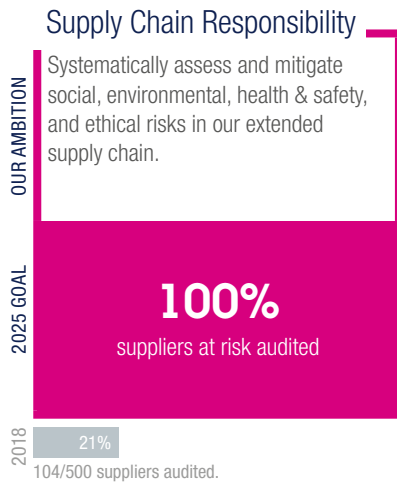 Supply Chain Responsibility
OUR AMBITION
Systematically assess and mitigate
social, environmental, health & safety,
and ethical risks in our extended
supply chain.
2025 GOAL
100%
suppliers at risk audited
2018
21%
104/500 suppliers audited.